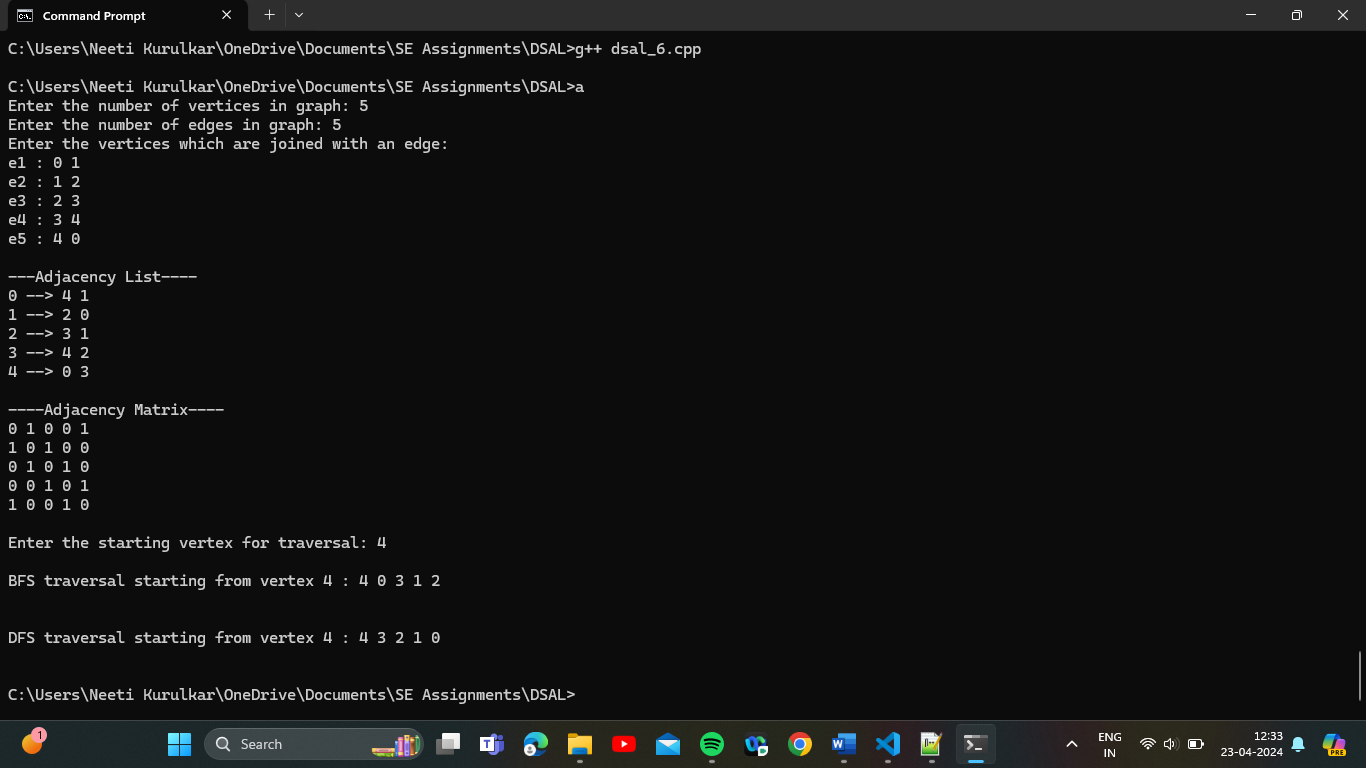 Command Prompt
C:\Users\Neeti Kurulkar\OneDrive\Documents\SE Assignments\DSAL>g++ dsal_6.cpp
C:\Users\Neeti Kurulkar\OneDrive\Documents\SE Assignments\DSAL>a
Enter the number of vertices in graph: 5
Enter the number of edges in graph: 5
Enter the vertices which are joined with an edge:
e1 : 0 1
e2 : 1 2
e3 : 2 3
e4 : 3 4
e5 : 4 0
---Adjacency List----
0 --> 4 1
1 --> 2 0
2 --> 3 1
3 --> 4 2
4 --> 0 3
----Adjacency Matrix----
0 1 0 0 1
1 0 1 0 0
0 1 0 1 0
0 0 1 0 1
1 0 0 1 0
Enter the starting vertex for traversal: 4
BFS traversal starting from vertex 4 : 4 0 3 1 2
DFS traversal starting from vertex 4 : 4 3 2 1 0
C:\Users\Neeti Kurulkar\OneDrive\Documents\SE Assignments\DSAL>
1
Search
ENG
IN
12:33
23-04-2024
PRE